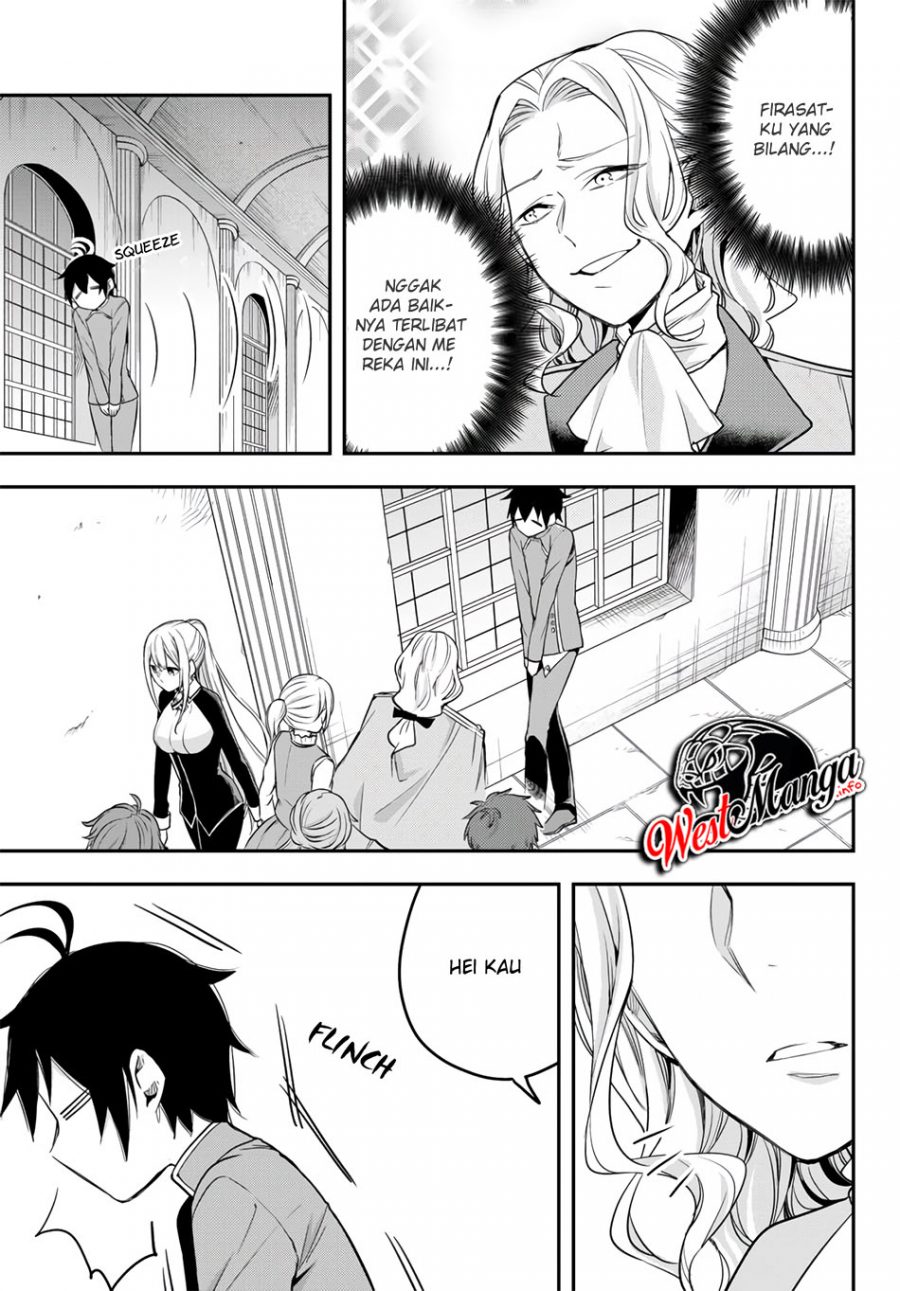 FIRASAT-
KU YANG
BILANG...!
NGGAK
ADA BAIK-
NYA TERLIBAT
DENGAN ME
REKA INI...!
SQUEEZE
WestManga
.info
HEI KAU
FLINCH